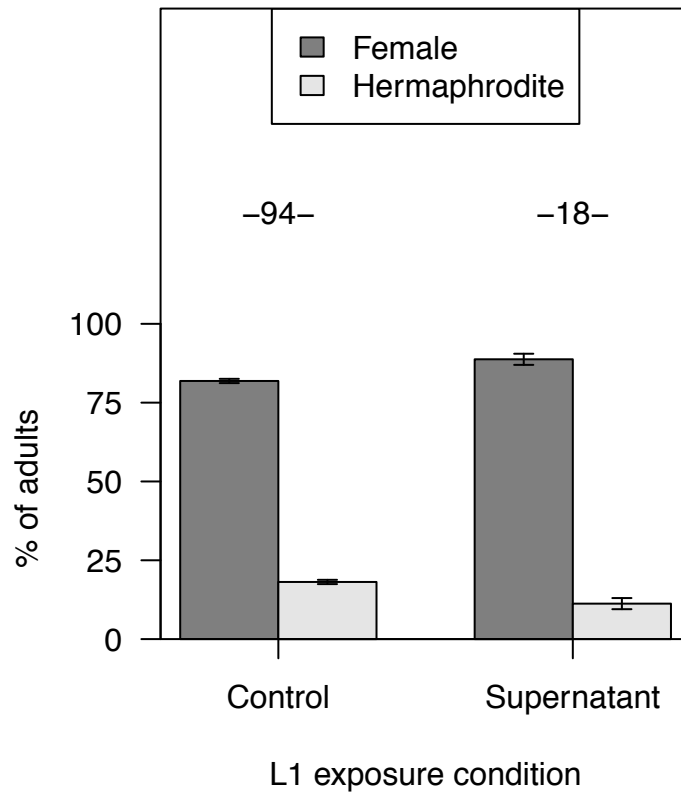 Female
Hermaphrodite
–94–
–18–
100
75
50
25
0
% of adults
Control
Supernatant
L1 exposure condition